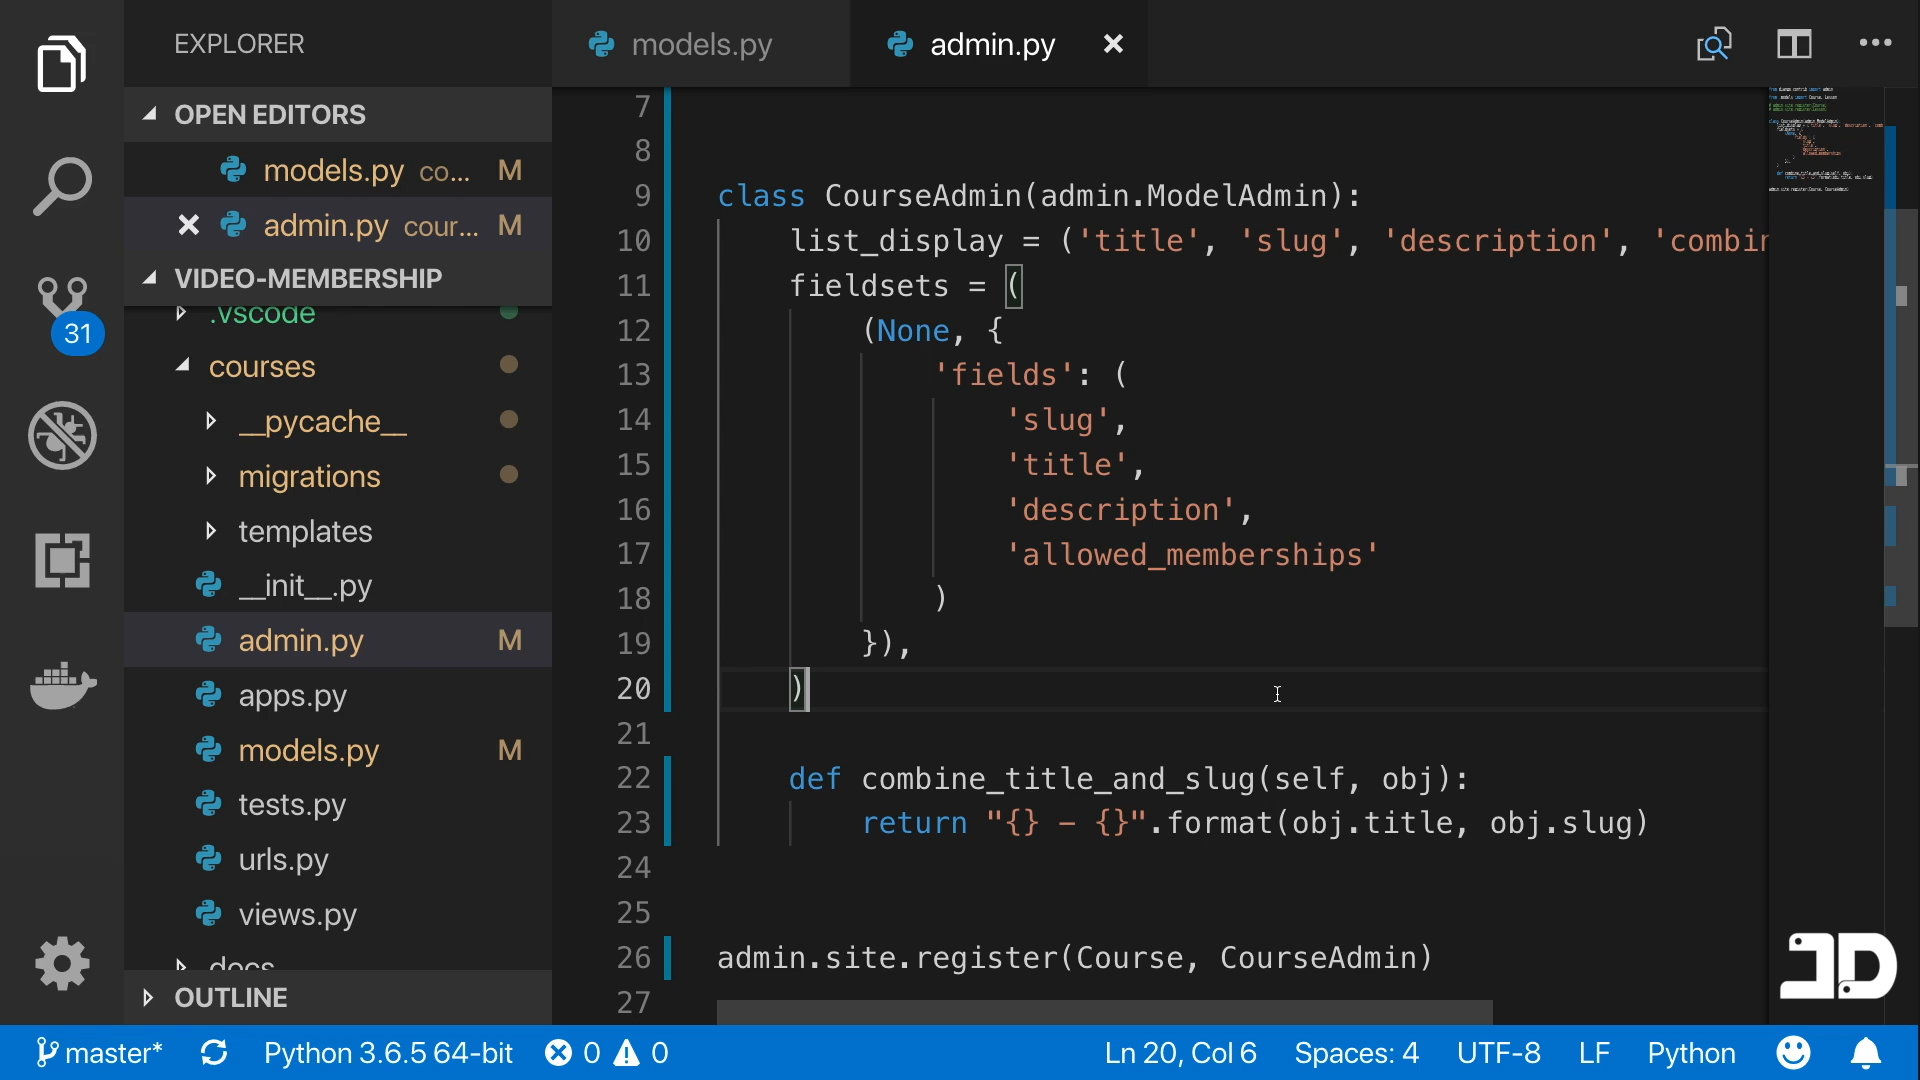 EXPLORER
OPEN EDITORS
models.py co... M
admin.py cour... M
VIDEO-MEMBERSHIP
.vscode
courses
__pycache__
migrations
templates
__init__.py
admin.py M
apps.py
models.py M
tests.py
urls.py
views.py
docs
OUTLINE
31
models.py
admin.py
7
8
9 class CourseAdmin(admin.ModelAdmin):
10 list_display = ('title', 'slug', 'description', 'combin
11 fieldsets = (
12 (None, {
13 'fields': (
14 'slug',
15 'title',
16 'description',
17 'allowed_memberships'
18 )
19 }),
20 )
21
22 def combine_title_and_slug(self, obj):
23 return "{} - {}".format(obj.title, obj.slug)
24
25
26 admin.site.register(Course, CourseAdmin)
27
JD
master* Python 3.6.5 64-bit 0 0 Ln 20, Col 6 Spaces: 4 UTF-8 LF Python